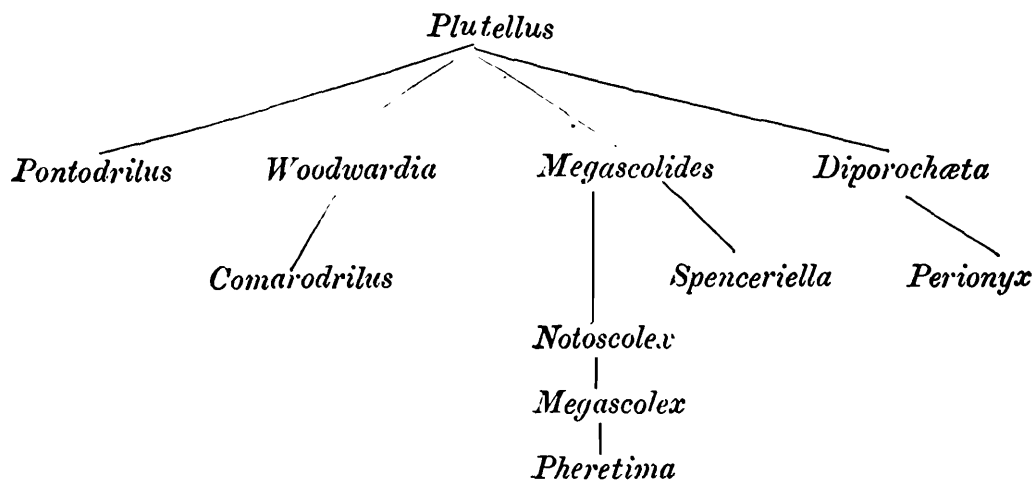 Plutellus
Pontodrilus Woodwardia Megascolides Diporochæta
Comarodrilus Spenceriella Perionyx
Notoscolex
Megascolex
Pheretima